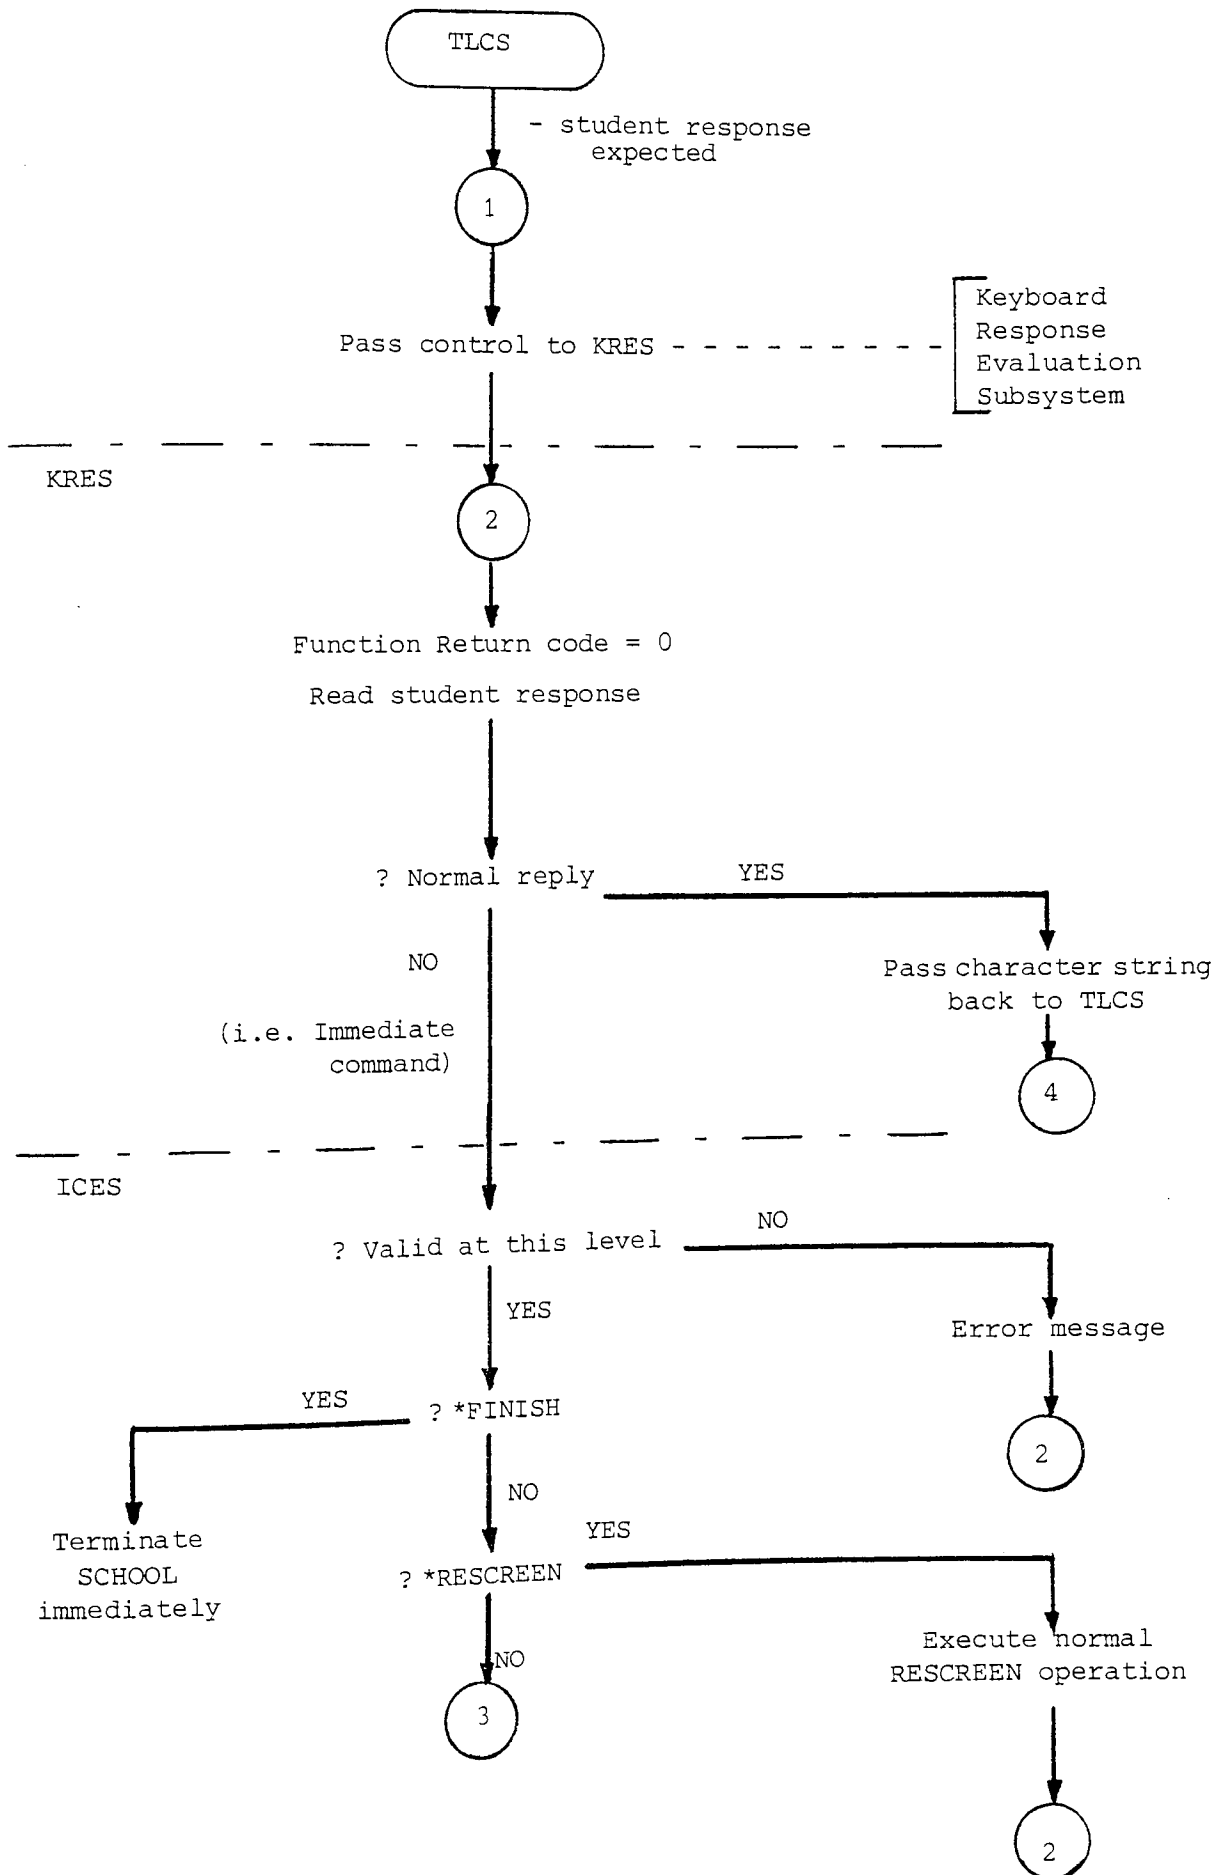 TLCS
- student response
expected
1
Keyboard
Response
Evaluation
Subsystem
Pass control to KRES
KRES
2
Function Return code = 0
Read student response
? Normal reply
YES
NO
(i.e. Immediate
command)
Pass character string
back to TLCS
4
ICES
? Valid at this level
NO
YES
Error message
2
? *FINISH
YES
NO
Terminate
SCHOOL
immediately
? *RESCREEN
YES
NO
3
Execute normal
RESCREEN operation
2